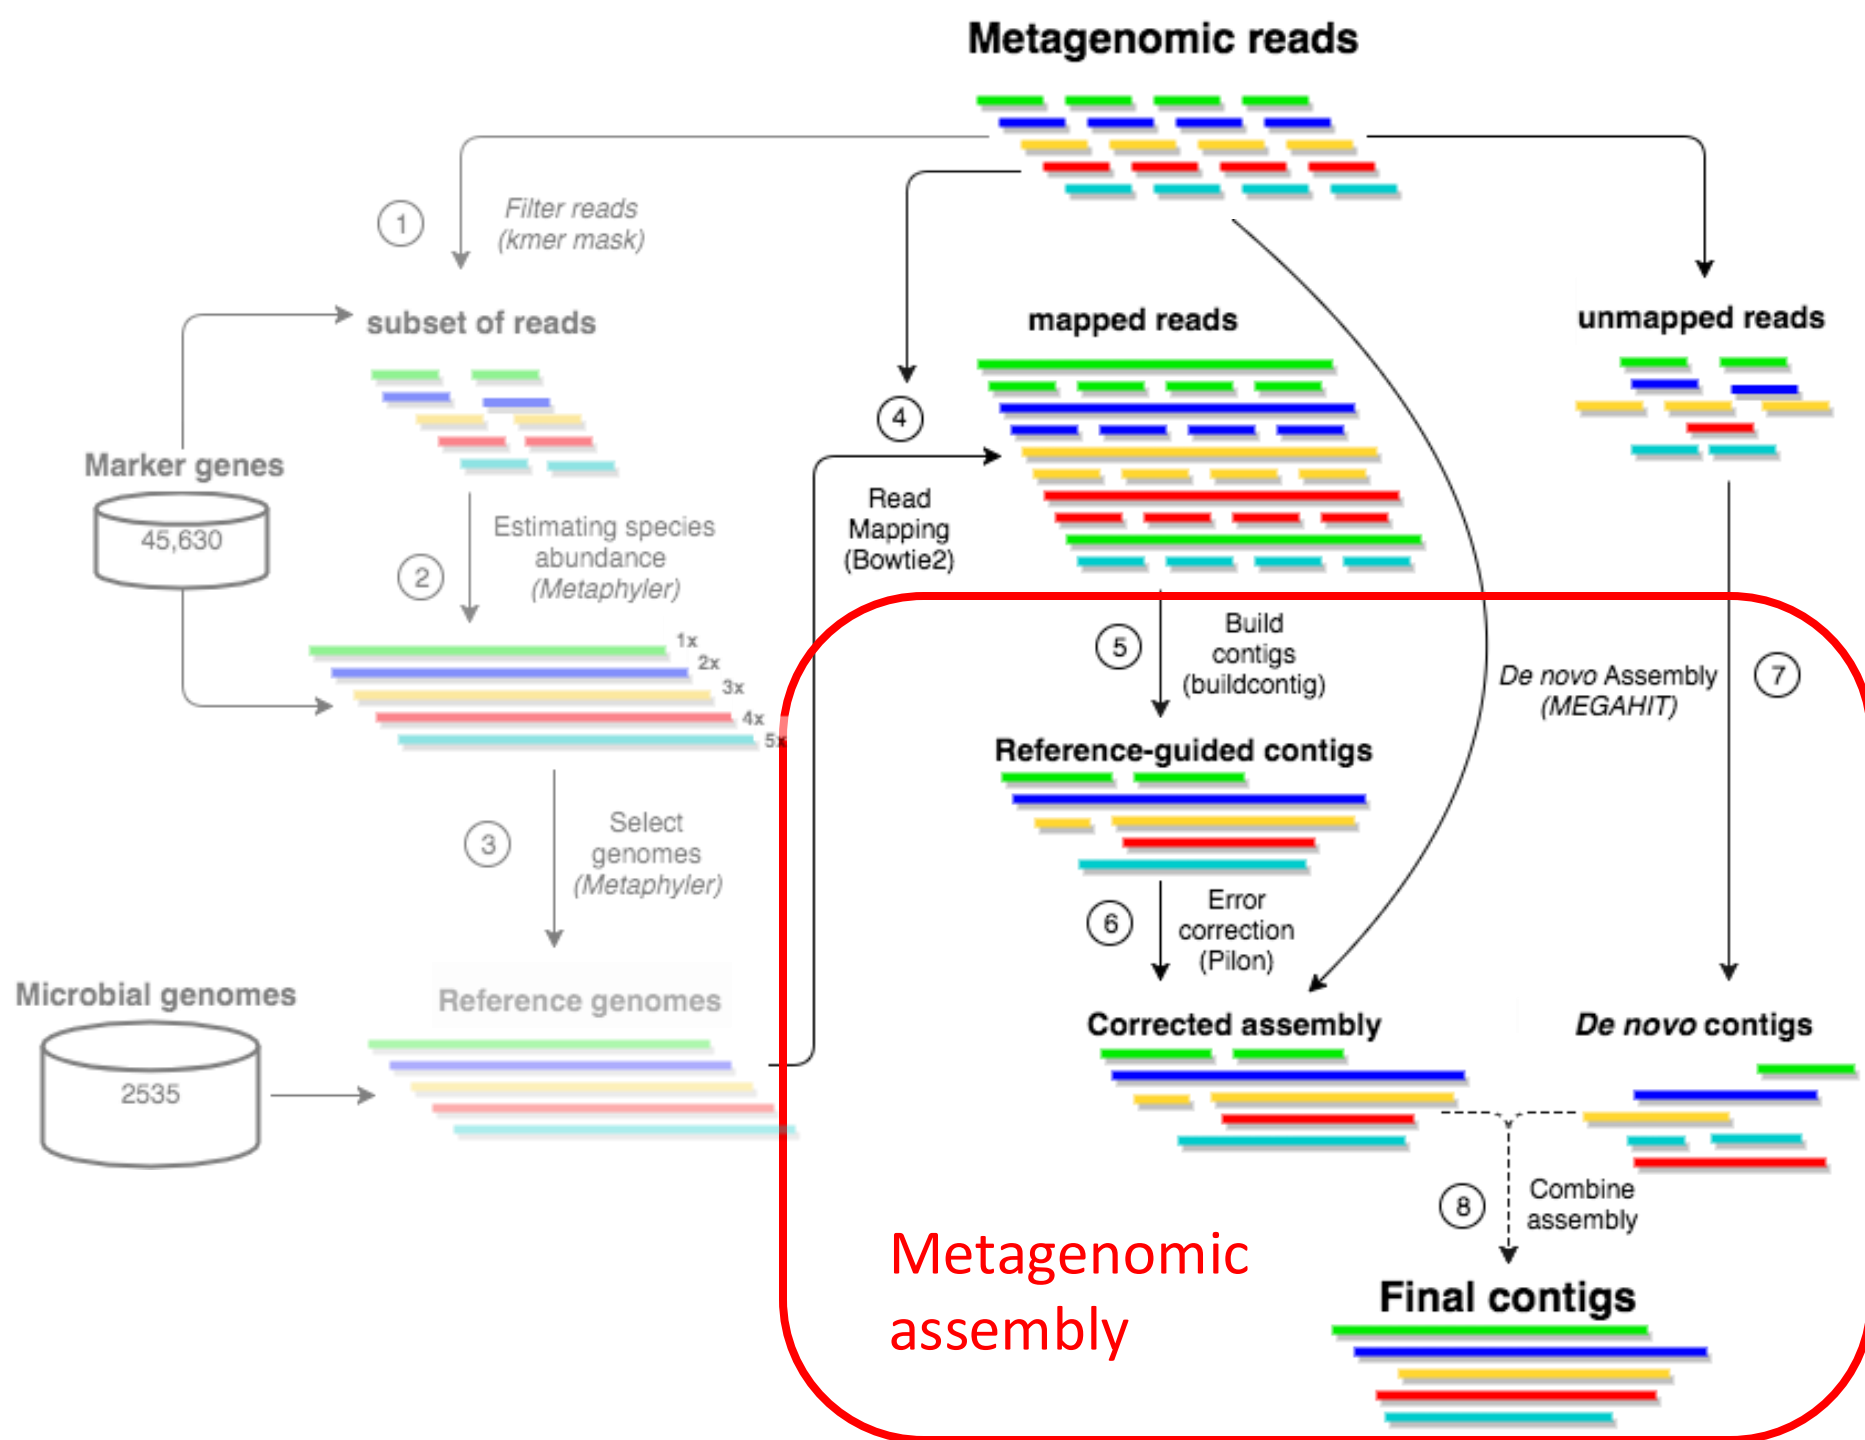 Metagenomic reads
1
Filter reads
(kmer mask)
subset of reads
mapped reads
unmapped reads
4
Marker genes
45,630
Read
Mapping
(Bowtie2)
2
Estimating species
abundance
(Metaphyler)
1x
2x
3x
4x
5x
5
Build
contigs
(buildcontig)
De novo Assembly
(MEGAHIT)
7
Reference-guided contigs
3
Select
genomes
(Metaphyler)
6
Error
correction
(Pilon)
Microbial genomes
2535
Reference genomes
Corrected assembly
De novo contigs
8
Combine
assembly
Metagenomic
assembly
Final contigs